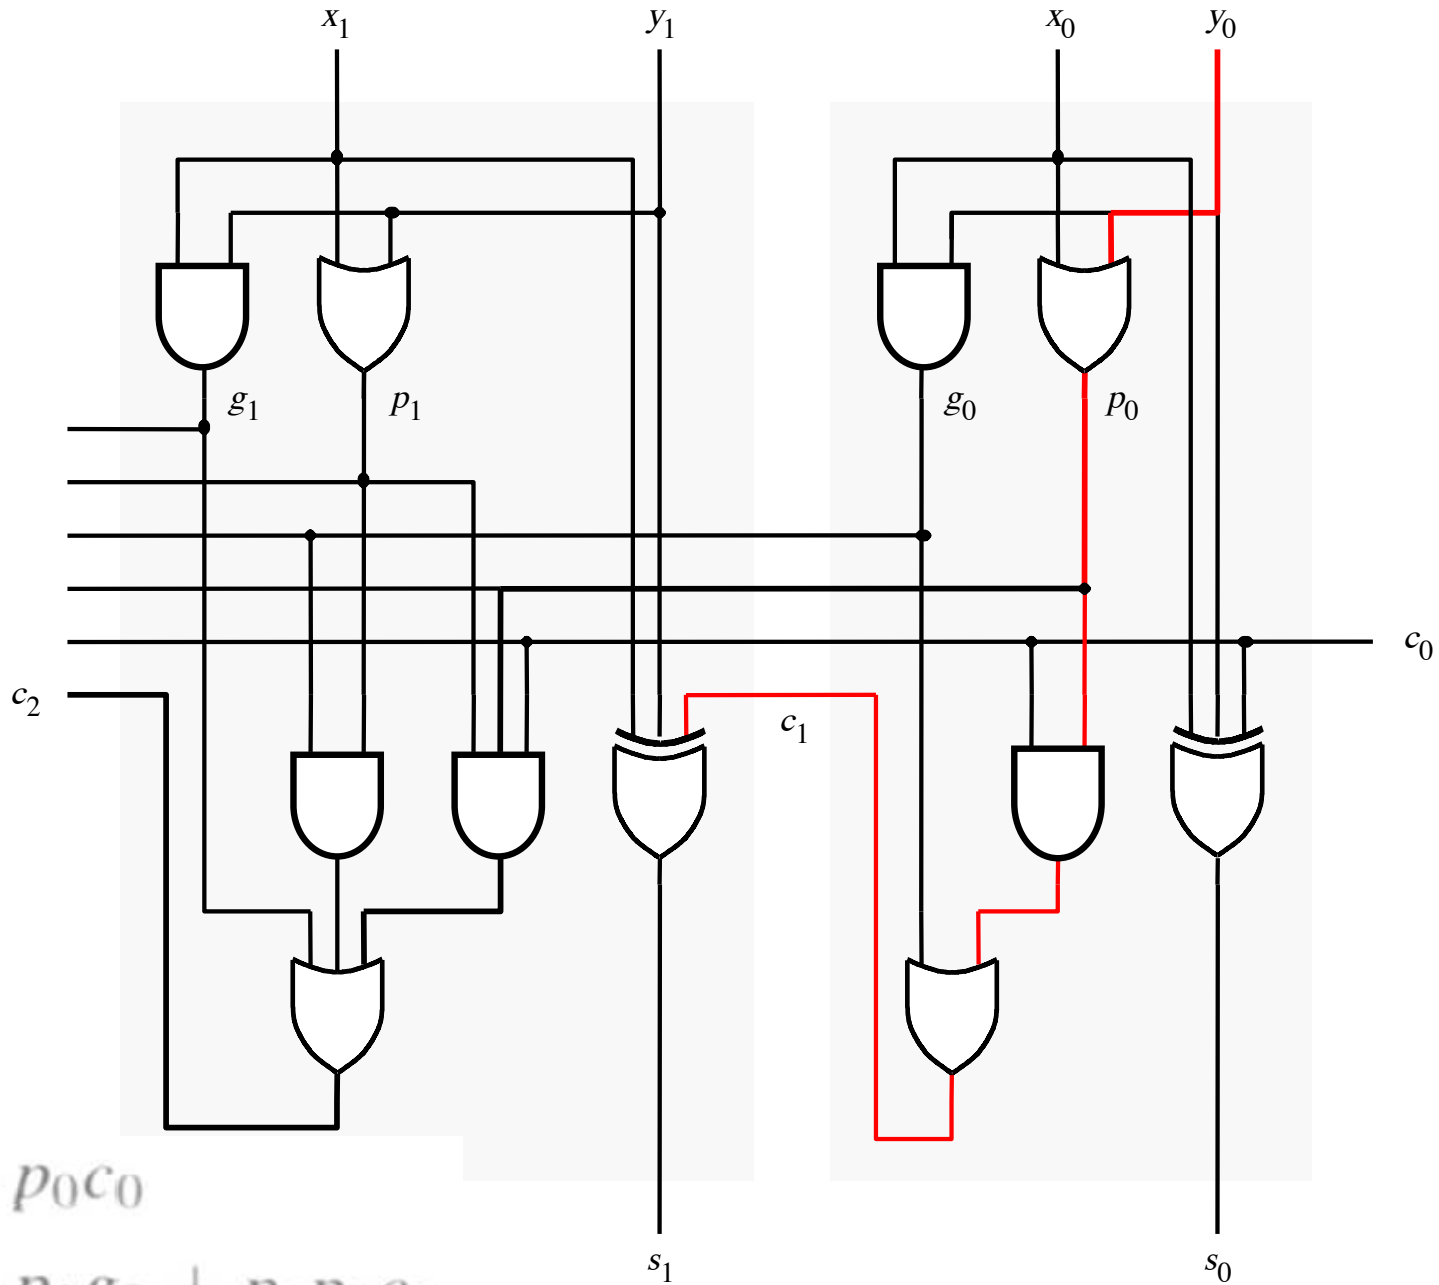 x₁ y₁ x₀ y₀
g₁ p₁ g₀ p₀
c₀
c₂ c₁
p₀c₀
s₁ s₀